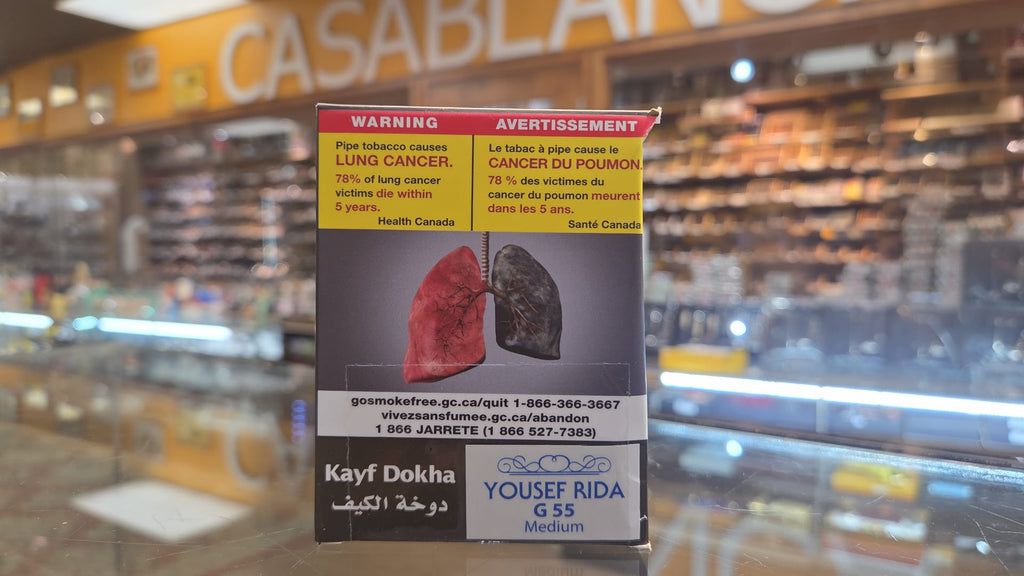 CASABLANC
WARNING
Pipe tobacco causes
LUNG CANCER.
78% of lung cancer
victims die within
5 years.
Health Canada
AVERTISSEMENT
Le tabac à pipe cause le
CANCER DU POUMON.
78 % des victimes du
cancer du poumon meurent
dans les 5 ans.
Santé Canada
gosmokefree.gc.ca/quit 1-866-366-3667
vivezsansfumee.gc.ca/abandon
1 866 JARRETE (1 866 527-7383)
Kayf Dokha
دوخة الكيف
YOUSEF RIDA
G 55
Medium